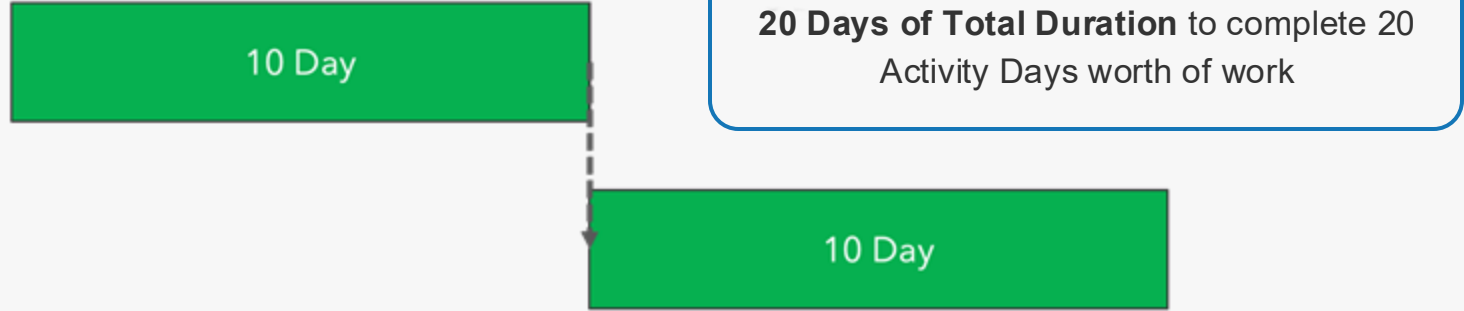 10 Day
20 Days of Total Duration to complete 20
Activity Days worth of work
10 Day